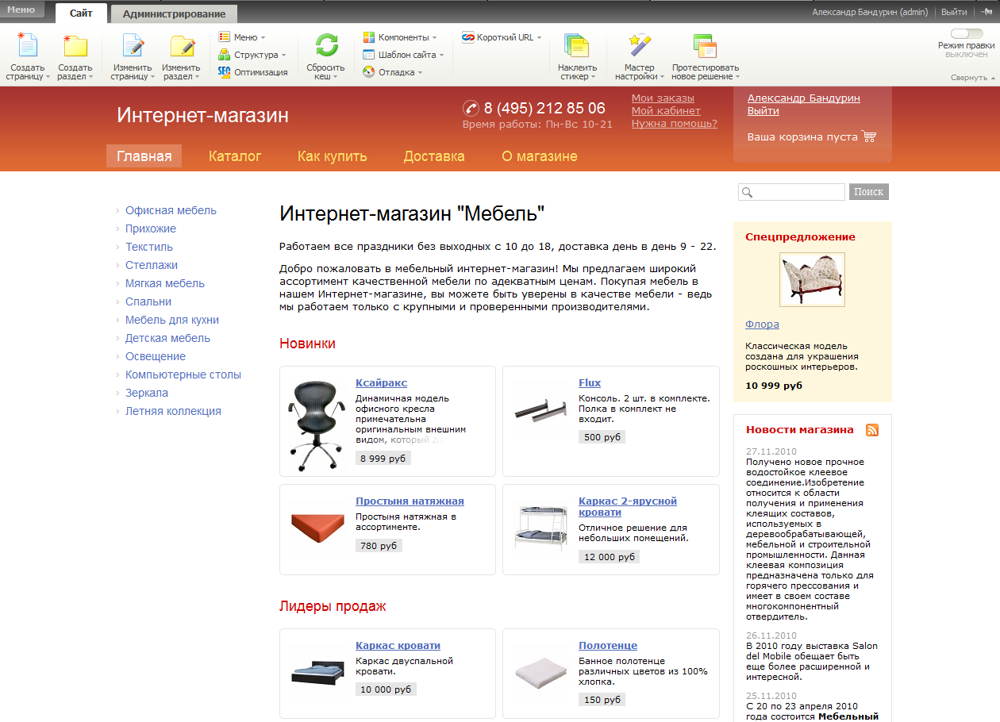 Меню
Сайт
Администрирование
Александр Бандурин (admin)
Выйти
Создать страницу
Создать раздел
Изменить страницу
Изменить раздел
Меню
Структура
SEO Оптимизация
Сбросить кеш
Компоненты
Шаблон сайта
Отладка
Короткий URL
Наклеить стикер
Мастер настройки
Протестировать новое решение
Режим правки
выключен
Свернуть
Интернет-магазин
8 (495) 212 85 06
Время работы: Пн-Вс 10-21
Мои заказы
Мой кабинет
Нужна помощь?
Александр Бандурин
Выйти
Ваша корзина пуста
Главная
Каталог
Как купить
Доставка
О магазине
Поиск
Офисная мебель
Прихожие
Текстиль
Стеллажи
Мягкая мебель
Спальни
Мебель для кухни
Детская мебель
Освещение
Компьютерные столы
Зеркала
Летняя коллекция
Интернет-магазин "Мебель"
Работаем все праздники без выходных с 10 до 18, доставка день в день 9 - 22.
Добро пожаловать в мебельный интернет-магазин! Мы предлагаем широкий
ассортимент качественной мебели по адекватным ценам. Покупая мебель в
нашем Интернет-магазине, вы можете быть уверены в качестве мебели - ведь
мы работаем только с крупными и проверенными производителями.
Новинки
Ксайракс
Динамичная модель
офисного кресла
примечательна
оригинальным внешним
видом, который
8 999 руб
Flux
Консоль. 2 шт. в комплекте.
Полка в комплект не
входит.
500 руб
Простыня натяжная
Простыня натяжная в
ассортименте.
780 руб
Каркас 2-ярусной
кровати
Отличное решение для
небольших помещений.
12 000 руб
Лидеры продаж
Каркас кровати
Каркас двуспальной
кровати.
10 000 руб
Полотенце
Банное полотенце
различных цветов из 100%
хлопка.
150 руб
Спецпредложение
Флора
Классическая модель
создана для украшения
роскошных интерьеров.
10 999 руб
Новости магазина
27.11.2010
Получено новое прочное
водостойкое клеевое
соединение.Изобретение
относится к области
получения и применения
клеящих составов,
используемых в
деревообрабатывающей,
мебельной и строительной
промышленности. Данная
клеевая композиция
предназначена только для
горячего прессования и
имеет в своем составе
многокомпонентный
отвердитель.
26.11.2010
В 2010 году выставка Salon
del Mobile обещает быть
еще более расширенной и
интересной.
25.11.2010
С 20 по 23 апреля 2010
года состоится Мебельный